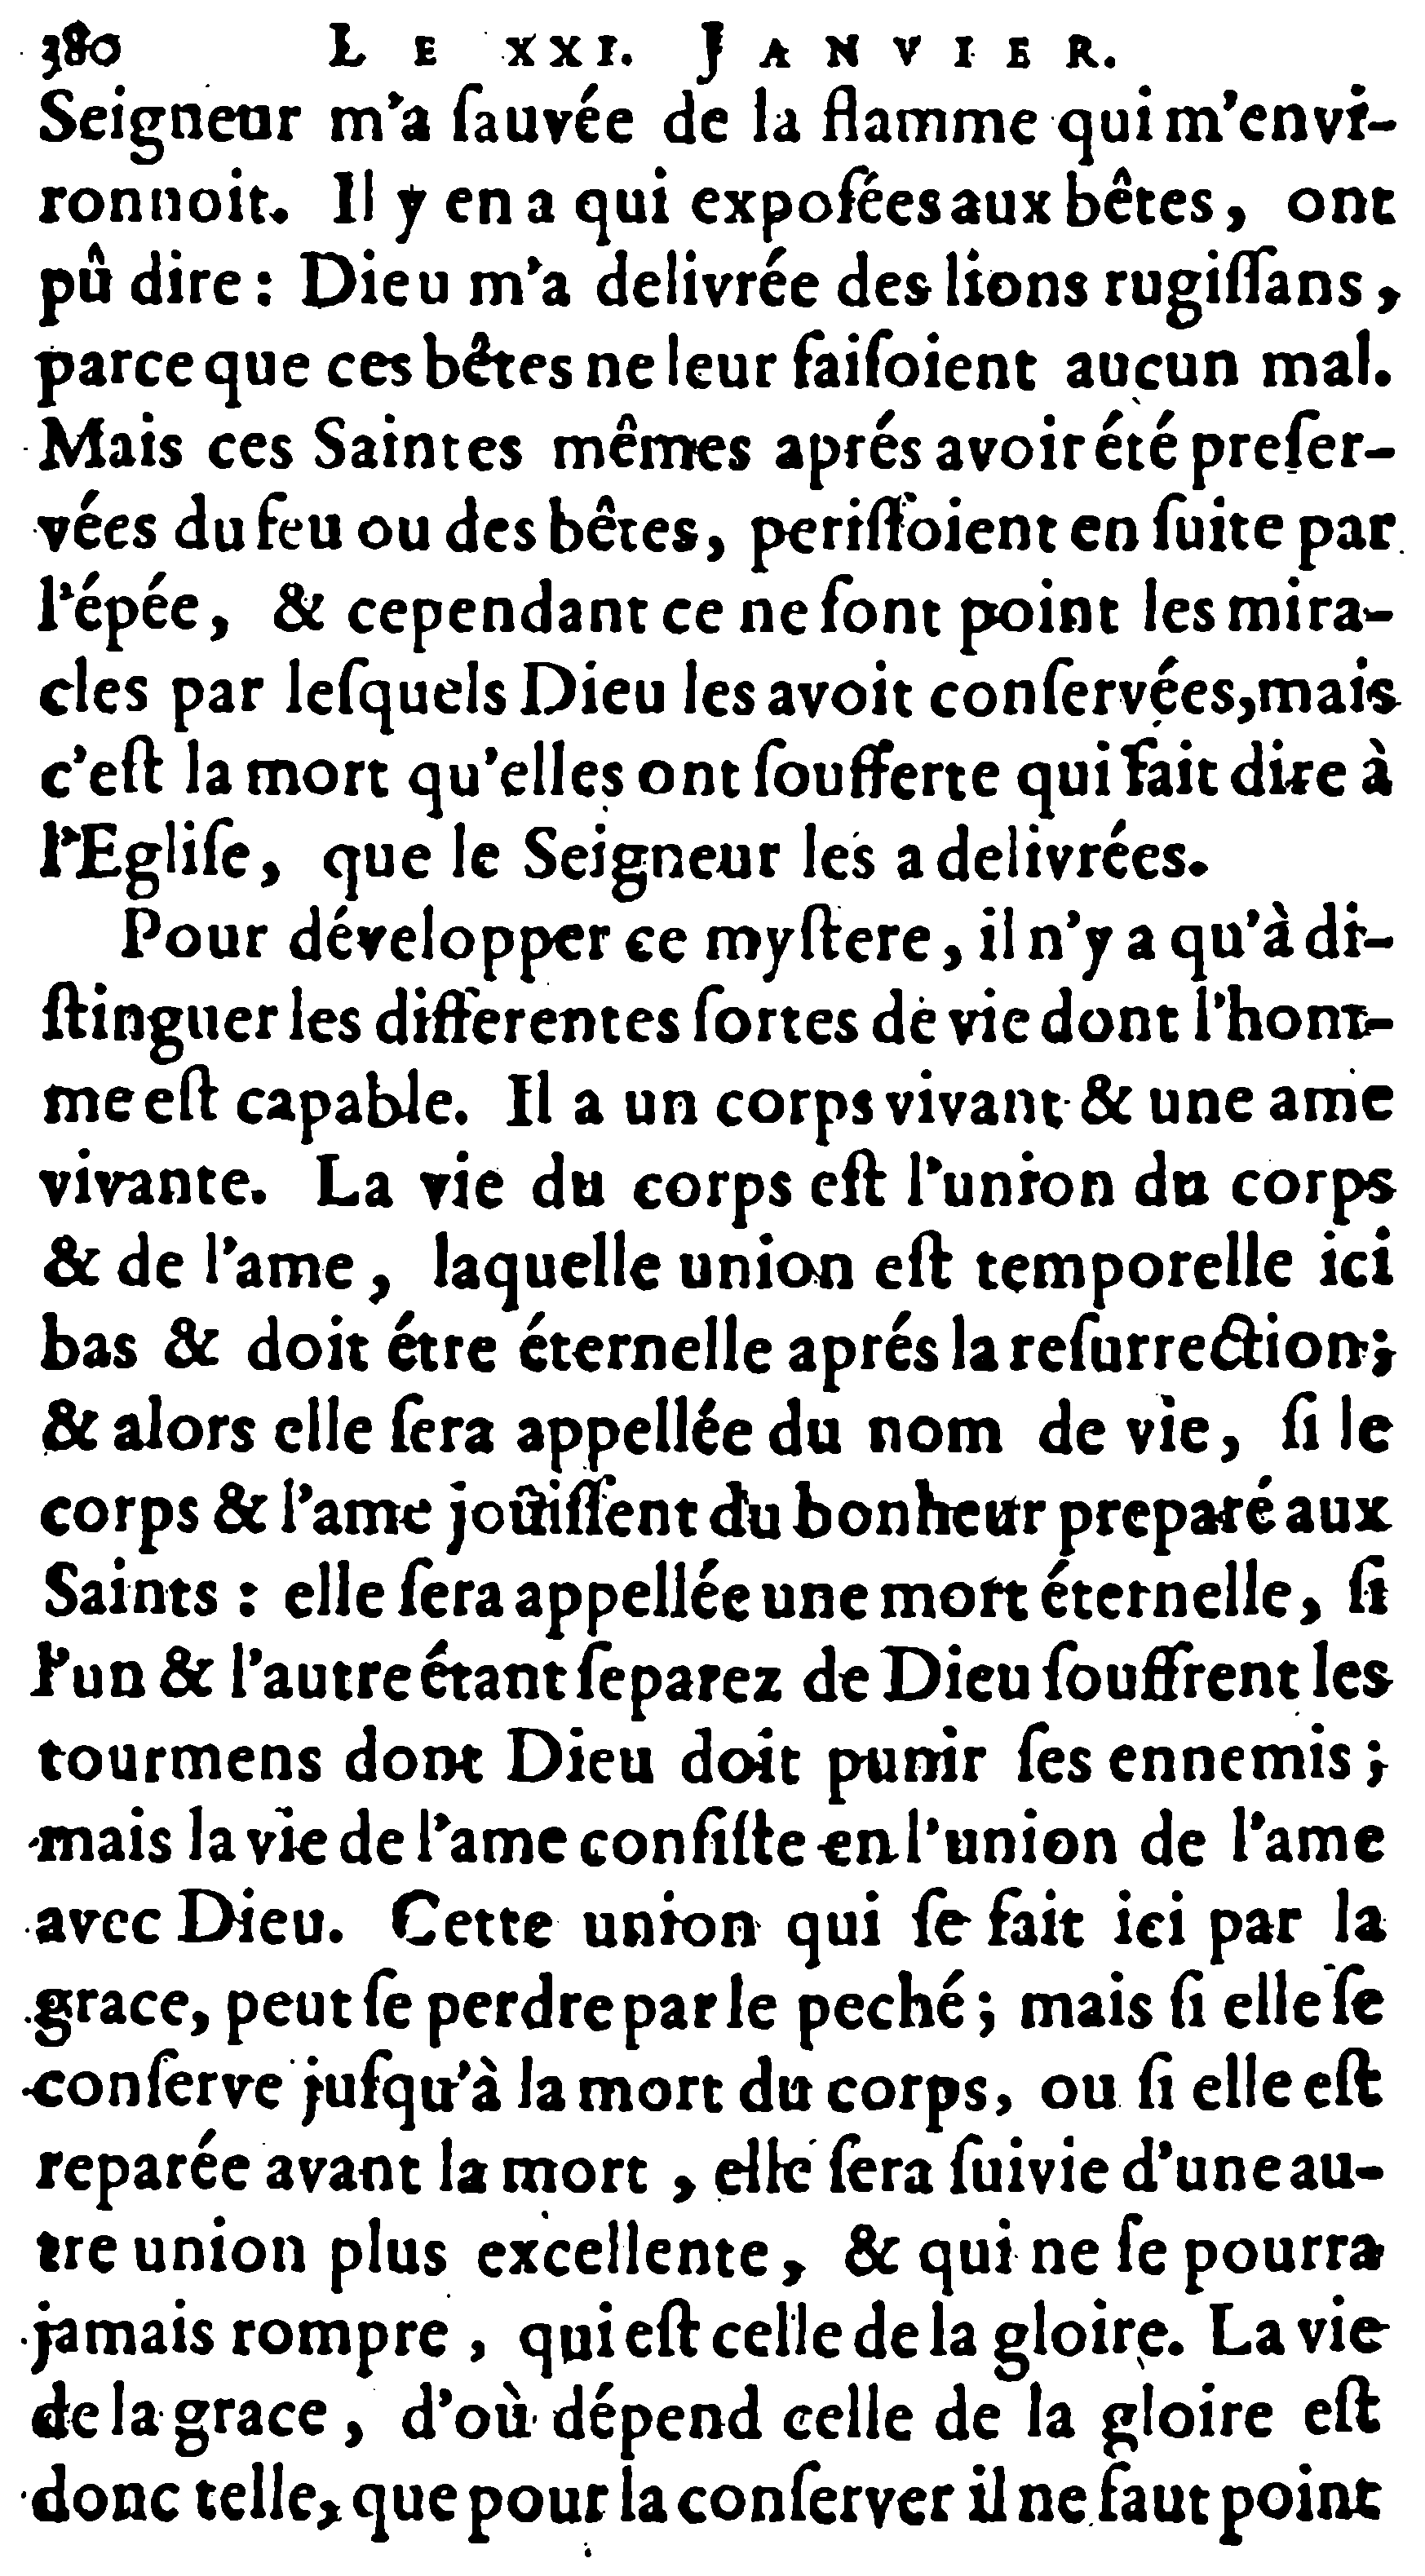 380 LE XXI. JANVIER.
Seigneur m'a ſauvée de la flamme qui m'envi-
ronnoit. Il y en a qui expoſées aux bêtes, ont
pû dire : Dieu m'a delivrée des lions rugiſſans,
parce que ces bêtes ne leur faiſoient aucun mal.
Mais ces Saintes mêmes aprés avoir été preſer-
vées du feu ou des bêtes, periſſoient en ſuite par
l'épée, & cependant ce ne ſont point les mira-
cles par leſquels Dieu les avoit conſervées, mais
c'eſt la mort qu'elles ont ſoufferte qui fait dire à
l'Egliſe, que le Seigneur les a delivrées.
Pour développer ce myſtere, il n'y a qu'à di-
ſtinguer les differentes ſortes de vie dont l'hom-
me eſt capable. Il a un corps vivant & une ame
vivante. La vie du corps eſt l'union du corps
& de l'ame, laquelle union eſt temporelle ici
bas & doit étre éternelle aprés la reſurrection;
& alors elle ſera appellée du nom de vie, ſi le
corps & l'ame joüiſſent du bonheur preparé aux
Saints : elle ſera appellée une mort éternelle, ſi
l'un & l'autre étant ſeparez de Dieu ſouffrent les
tourmens dont Dieu doit punir ſes ennemis ;
mais la vie de l'ame conſiſte en l'union de l'ame
avec Dieu. Cette union qui ſe fait ici par la
grace, peut ſe perdre par le peché ; mais ſi elle ſe
conſerve juſqu'à la mort du corps, ou ſi elle eſt
reparée avant la mort, elle ſera ſuivie d'une au-
tre union plus excellente, & qui ne ſe pourra
jamais rompre, qui eſt celle de la gloire. La vie
de la grace, d'où dépend celle de la gloire eſt
donc telle, que pour la conſerver il ne faut point